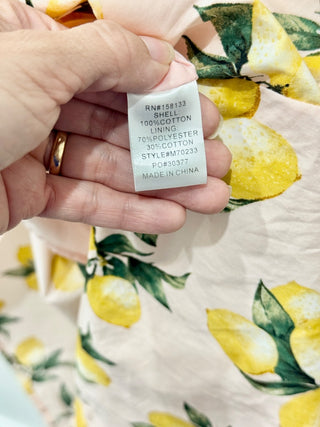 RN#158133
SHELL
100%COTTON
LINING:
70%POLYESTER
30%COTTON
STYLE#M70233
PO#30377
MADE IN CHINA